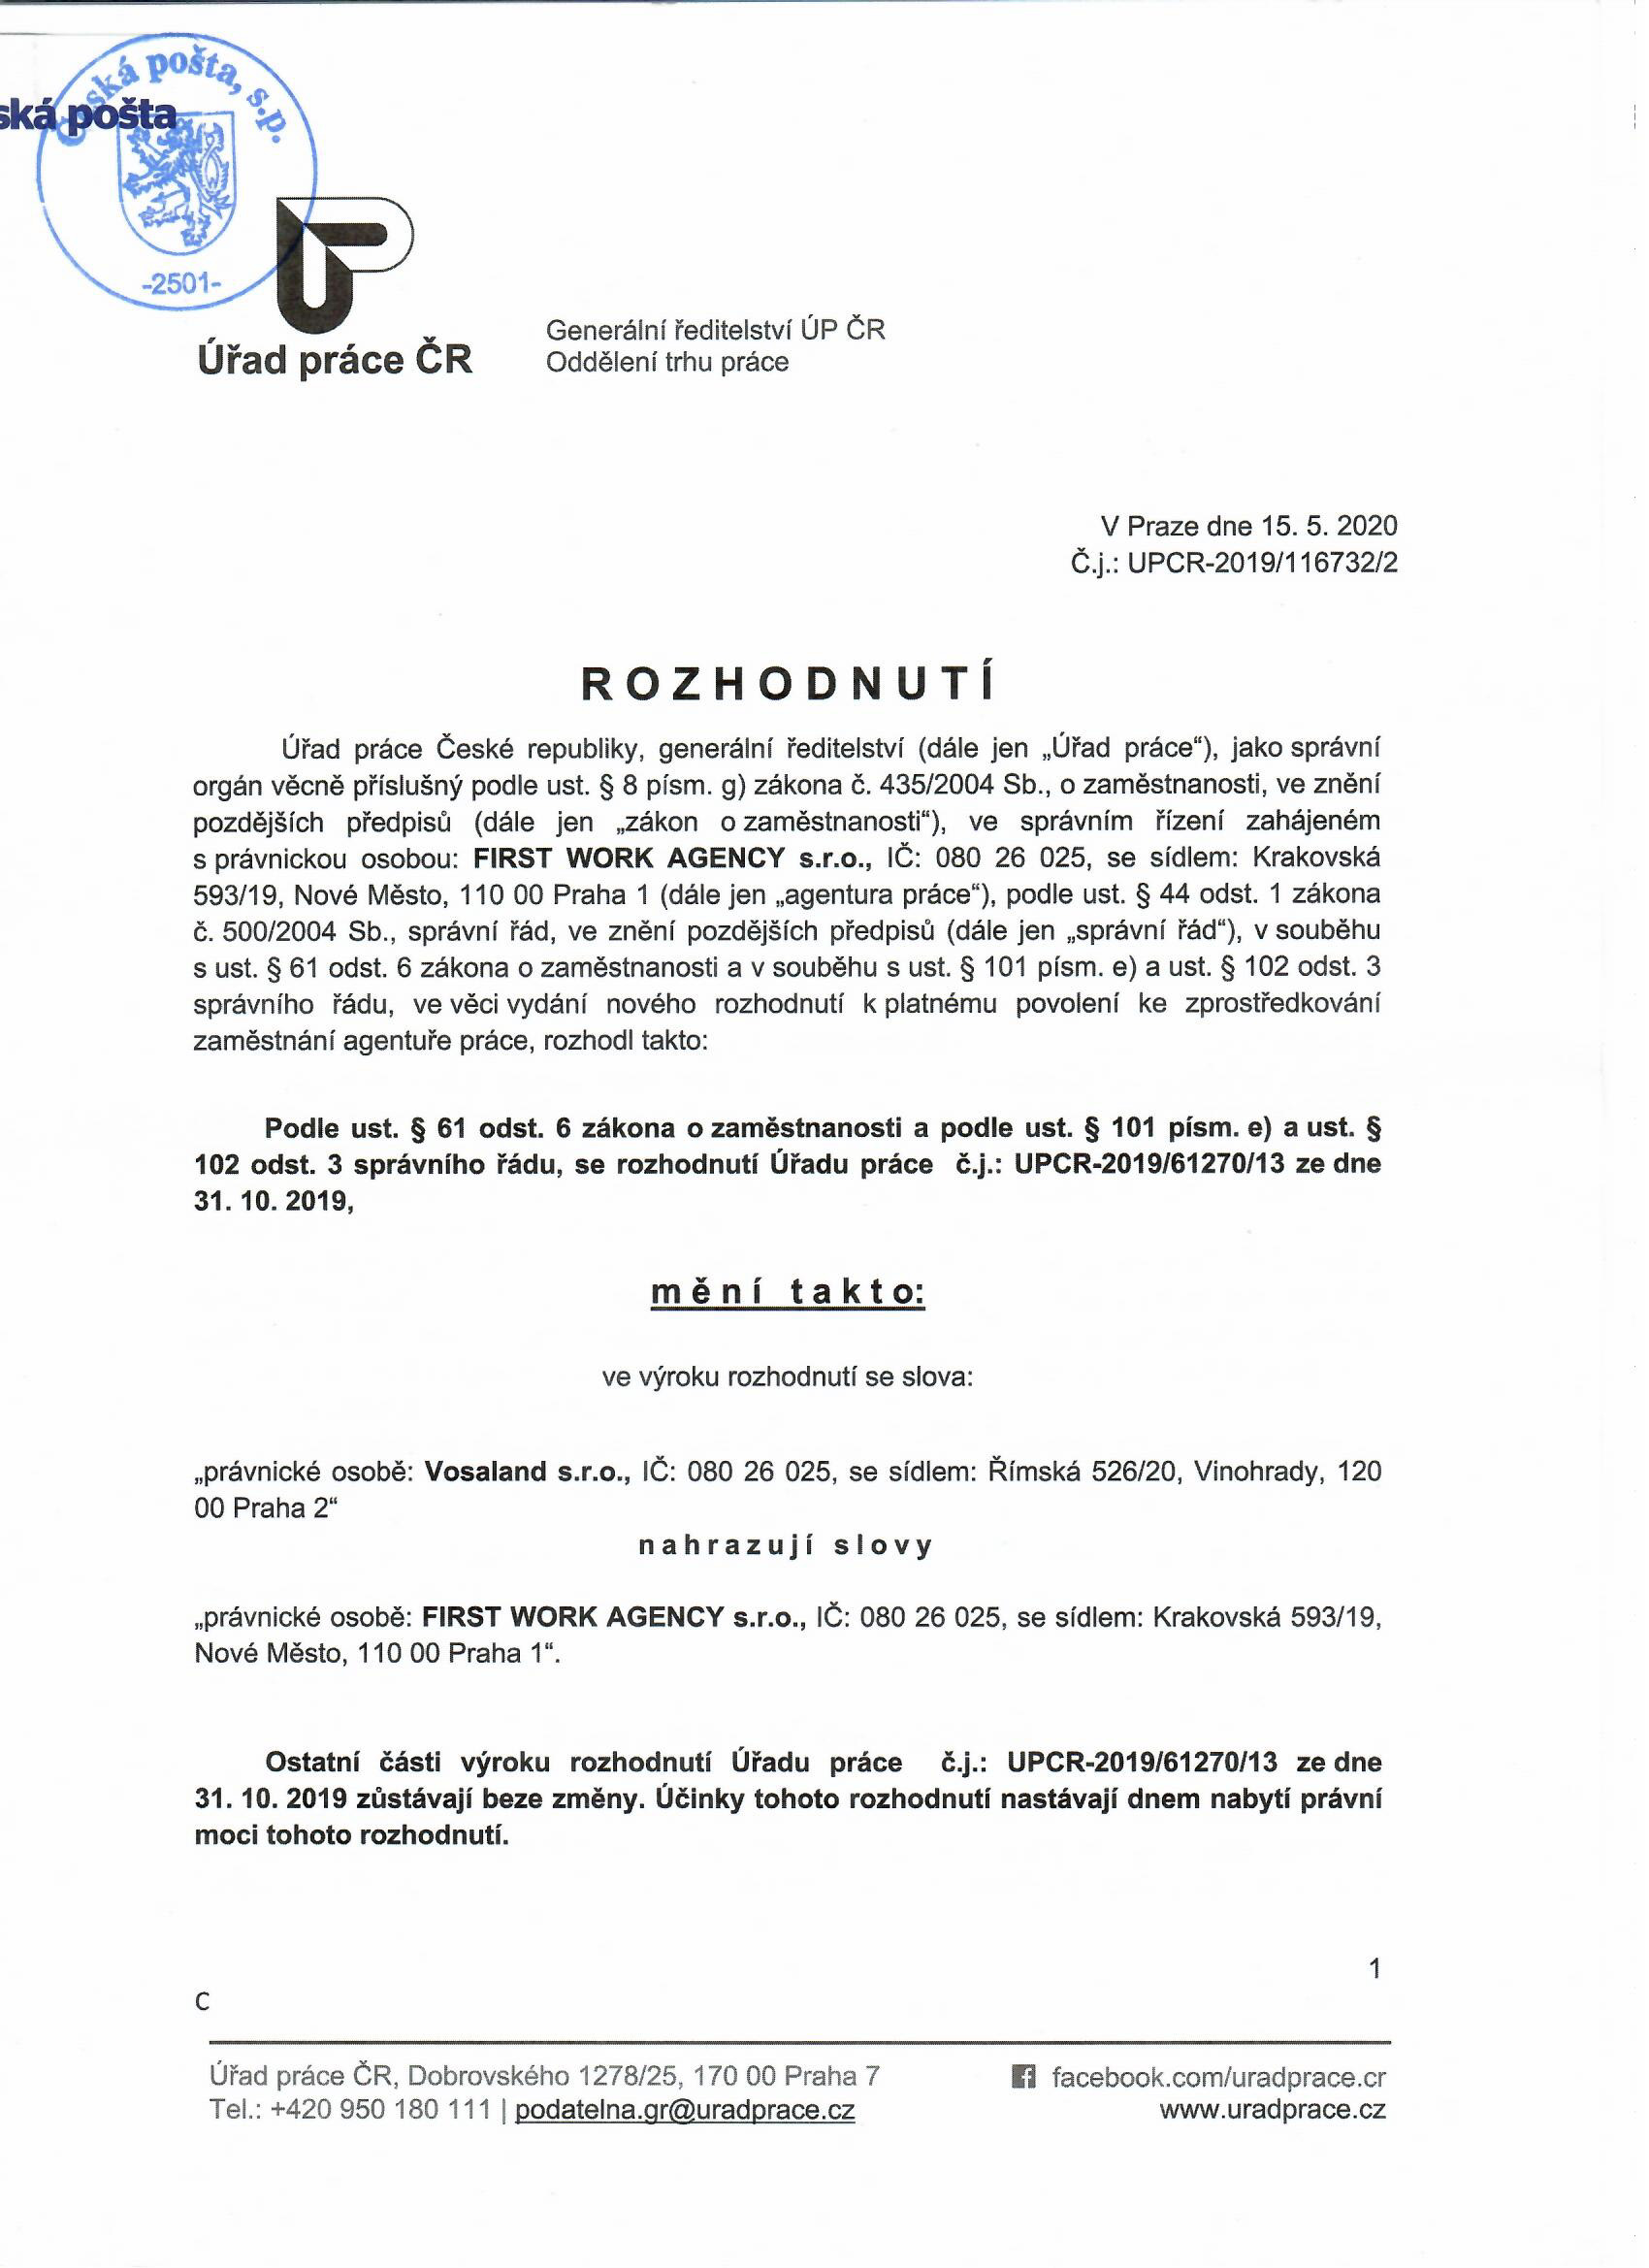 Česká pošta, s.p.
ská pošta
-2501-
Úřad práce ČR
Generální ředitelství ÚP ČR
Oddělení trhu práce
V Praze dne 15. 5. 2020
Č.j.: UPCR-2019/116732/2
ROZHODNUTÍ
Úřad práce České republiky, generální ředitelství (dále jen „Úřad práce“), jako správní
orgán věcně příslušný podle ust. § 8 písm. g) zákona č. 435/2004 Sb., o zaměstnanosti, ve znění
pozdějších předpisů (dále jen „zákon o zaměstnanosti“), ve správním řízení zahájeném
s právnickou osobou: FIRST WORK AGENCY s.r.o., IČ: 080 26 025, se sídlem: Krakovská
593/19, Nové Město, 110 00 Praha 1 (dále jen „agentura práce“), podle ust. § 44 odst. 1 zákona
č. 500/2004 Sb., správní řád, ve znění pozdějších předpisů (dále jen „správní řád“), v souběhu
s ust. § 61 odst. 6 zákona o zaměstnanosti a v souběhu s ust. § 101 písm. e) a ust. § 102 odst. 3
správního řádu, ve věci vydání nového rozhodnutí k platnému povolení ke zprostředkování
zaměstnání agentuře práce, rozhodl takto:
Podle ust. § 61 odst. 6 zákona o zaměstnanosti a podle ust. § 101 písm. e) a ust. §
102 odst. 3 správního řádu, se rozhodnutí Úřadu práce č.j.: UPCR-2019/61270/13 ze dne
31. 10. 2019,
mění takto:
ve výroku rozhodnutí se slova:
„právnické osobě: Vosaland s.r.o., IČ: 080 26 025, se sídlem: Římská 526/20, Vinohrady, 120
00 Praha 2“
nahrazují slovy
„právnické osobě: FIRST WORK AGENCY s.r.o., IČ: 080 26 025, se sídlem: Krakovská 593/19,
Nové Město, 110 00 Praha 1“.
Ostatní části výroku rozhodnutí Úřadu práce č.j.: UPCR-2019/61270/13 ze dne
31. 10. 2019 zůstávají beze změny. Účinky tohoto rozhodnutí nastávají dnem nabytí právní
moci tohoto rozhodnutí.
1
C
Úřad práce ČR, Dobrovského 1278/25, 170 00 Praha 7
Tel.: +420 950 180 111 | podatelna.gr@uradprace.cz
facebook.com/uradprace.cr
www.uradprace.cz